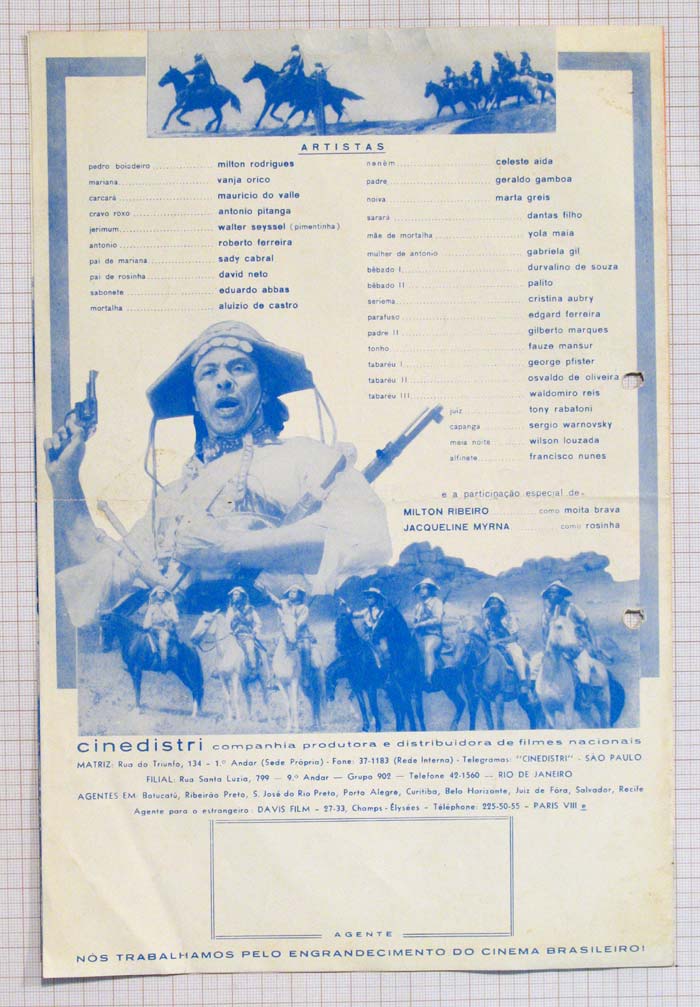 ARTISTAS
pedro boiadeiro milton rodrigues
mariana vanja orico
carcará mauricio do valle
cravo roxo antonio pitanga
jerimum walter seyssel (pimentinha)
antonio roberto ferreira
pai de mariana sady cabral
pai de rosinha david neto
sabonete eduardo abbas
mortalha aluizio de castro
neném celeste aida
padre geraldo gamboa
noiva marta greis
sarará dantas filho
mãe de mortalha yola maia
mulher de antonio gabriela gil
bêbado I durvalino de souza
bêbado II palito
seriema cristina aubry
parafuso edgard ferreira
padre II gilberto marques
tonho fauze mansur
tabaréu I george pfister
tabaréu II osvaldo de oliveira
tabaréu III waldomiro reis
juiz tony rabatoni
capanga sergio warnovsky
meia noite wilson louzada
alfinete francisco nunes
e a participação especial de
MILTON RIBEIRO como moita brava
JACQUELINE MYRNA como rosinha
cinedistri companhia produtora e distribuidora de filmes nacionais
MATRIZ: Rua do Triunfo, 134 - 1.º Andar (Sede Própria) - Fone: 37-1183 (Rede Interna) - Telegramas: "CINEDISTRI" - SÃO PAULO
FILIAL: Rua Santa Luzia, 799 — 9.º Andar — Grupo 902 — Telefone 42-1560 — RIO DE JANEIRO
AGENTES EM: Botucatú, Ribeirão Preto, S. José do Rio Preto, Porto Alegre, Curitiba, Belo Horizonte, Juiz de Fóra, Salvador, Recife
Agente para o estrangeiro: DAVIS FILM - 27-33, Champs-Élysées - Téléphone: 225-50-55 - PARIS VIII e
AGENTE
NÓS TRABALHAMOS PELO ENGRANDECIMENTO DO CINEMA BRASILEIRO!